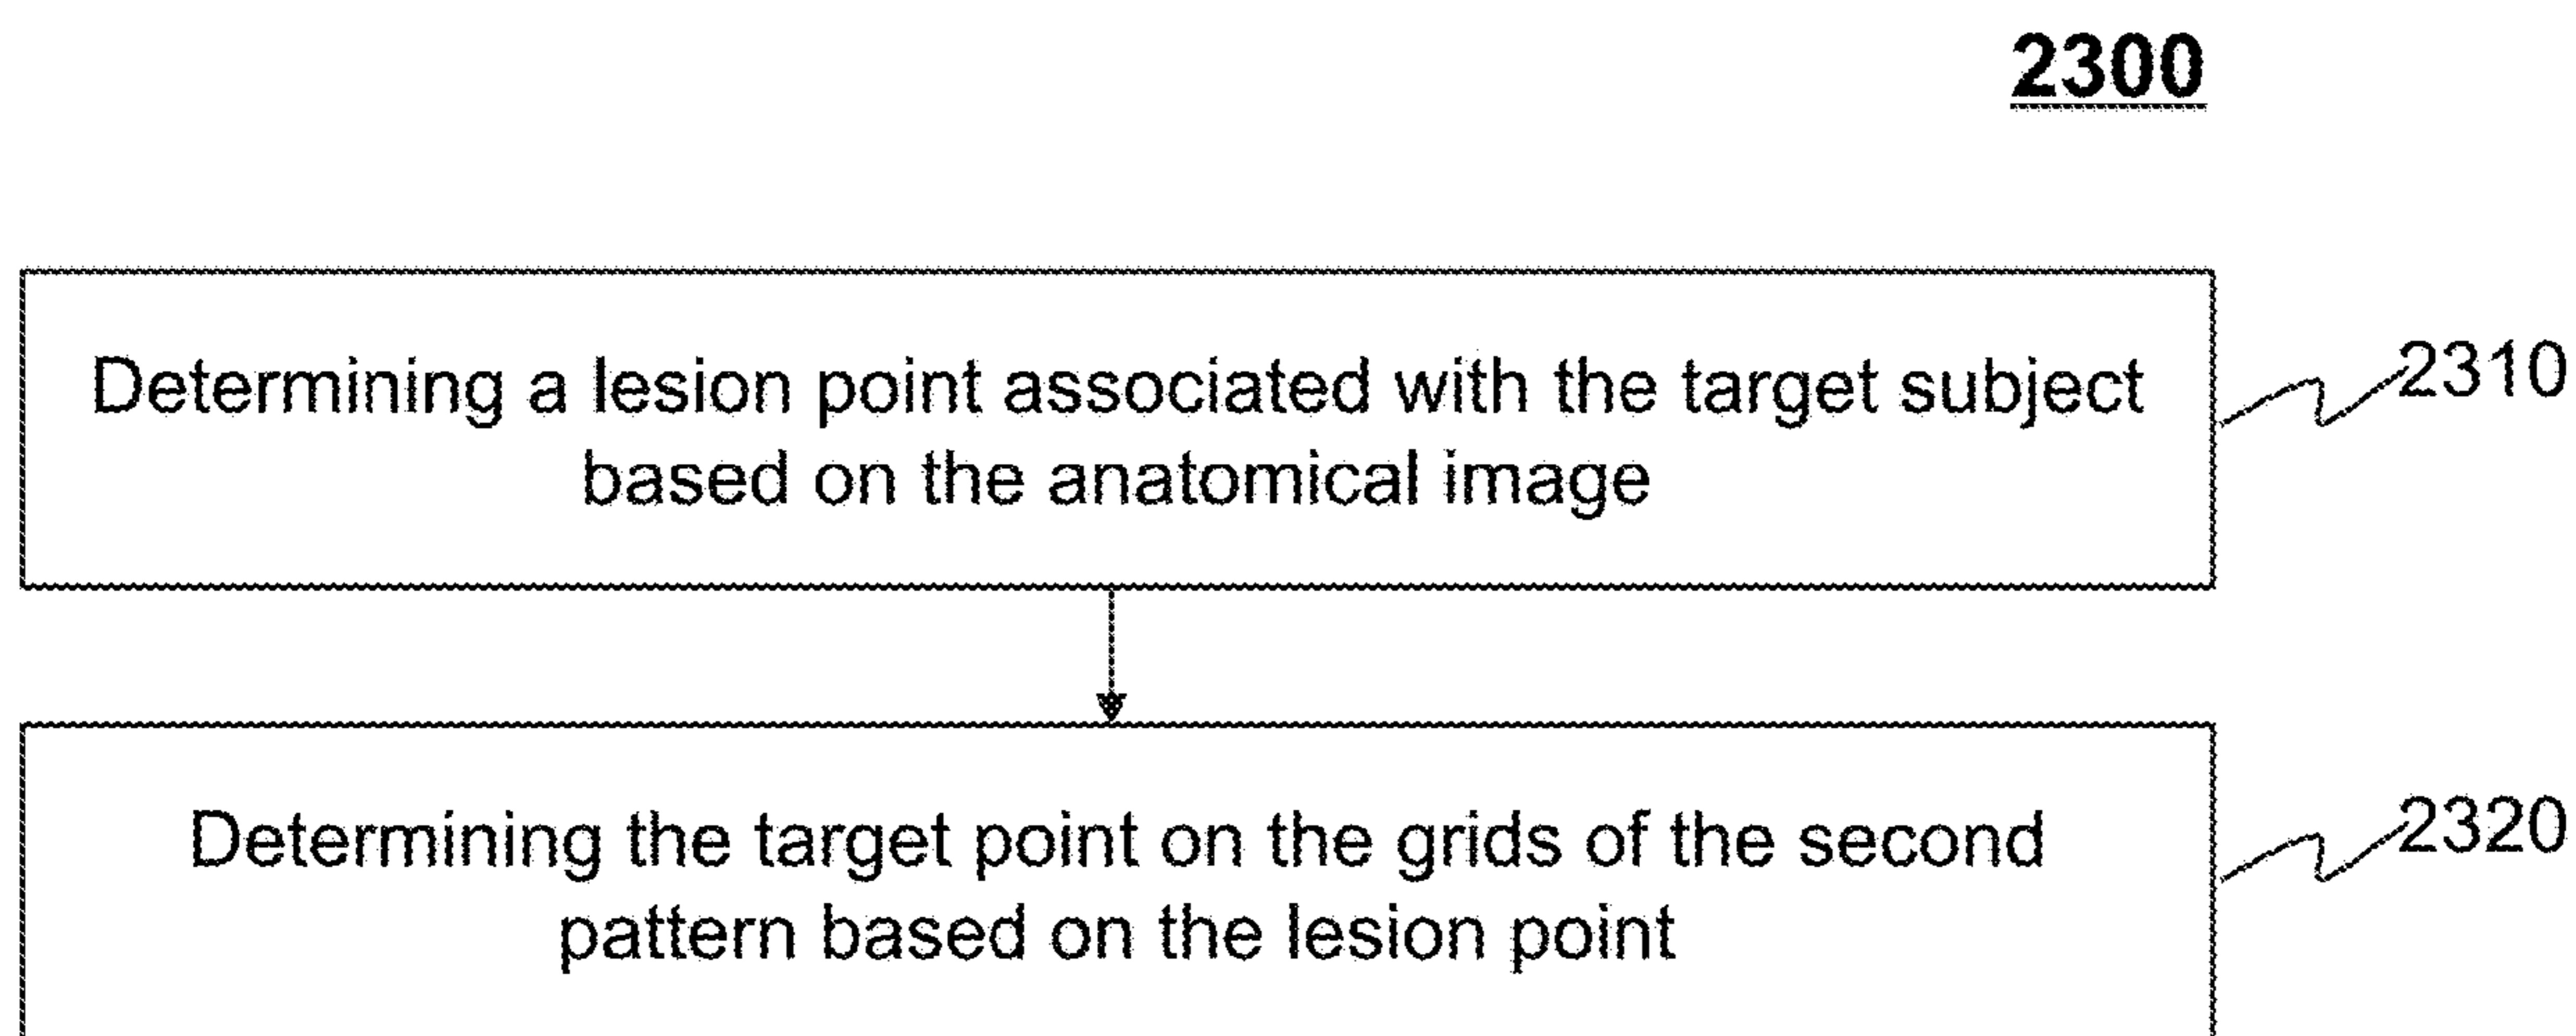 2300
Determining a lesion point associated with the target subject
based on the anatomical image
2310
Determining the target point on the grids of the second
pattern based on the lesion point
2320